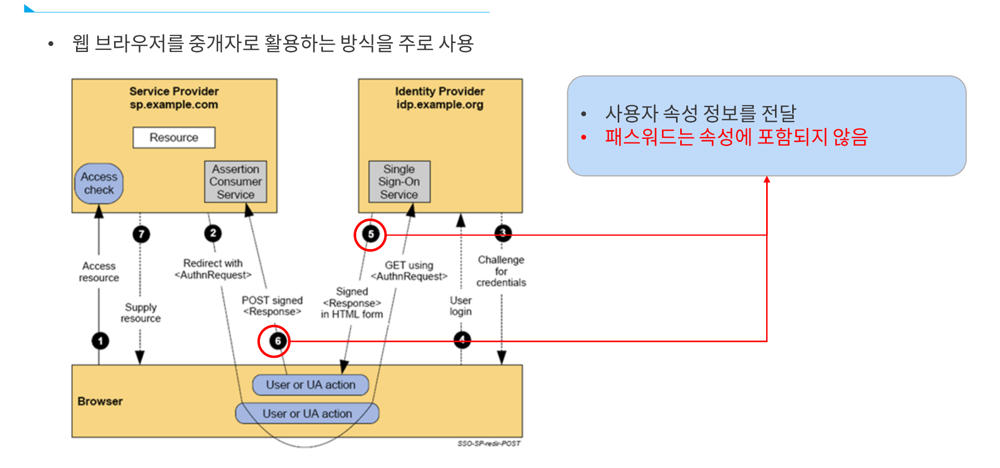 • 웹 브라우저를 중개자로 활용하는 방식을 주로 사용
Service Provider
sp.example.com
Resource
Access
check
Assertion
Consumer
Service
Identity Provider
idp.example.org
Single
Sign-On
Service
• 사용자 속성 정보를 전달
• 패스워드는 속성에 포함되지 않음
1
Access
resource
7
Supply
resource
2
Redirect with
<AuthnRequest>
6
POST signed
<Response>
5
Signed
<Response>
in HTML form
GET using
<AuthnRequest>
4
User
login
3
Challenge
for
credentials
Browser
User or UA action
User or UA action
SSO-SP-redir-POST